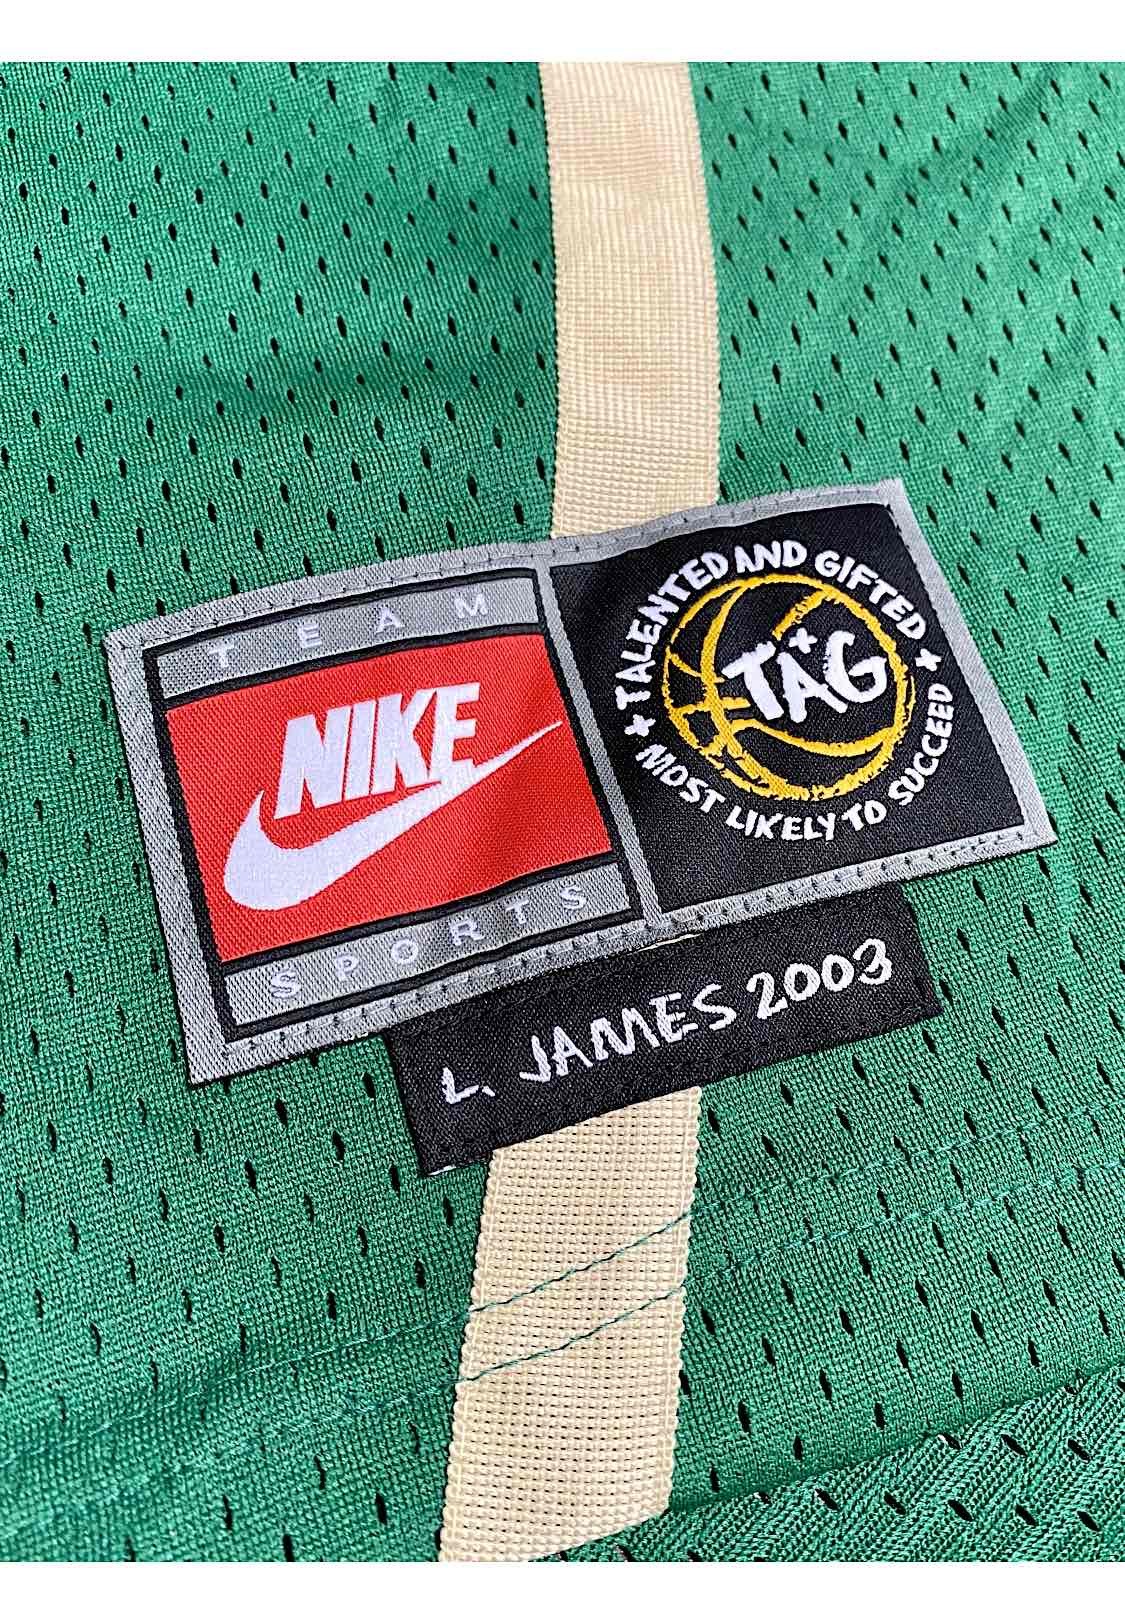 TEAM
NIKE
SPORTS
TALENTED AND GIFTED
TAG
MOST LIKELY TO SUCCEED
L. JAMES 2003